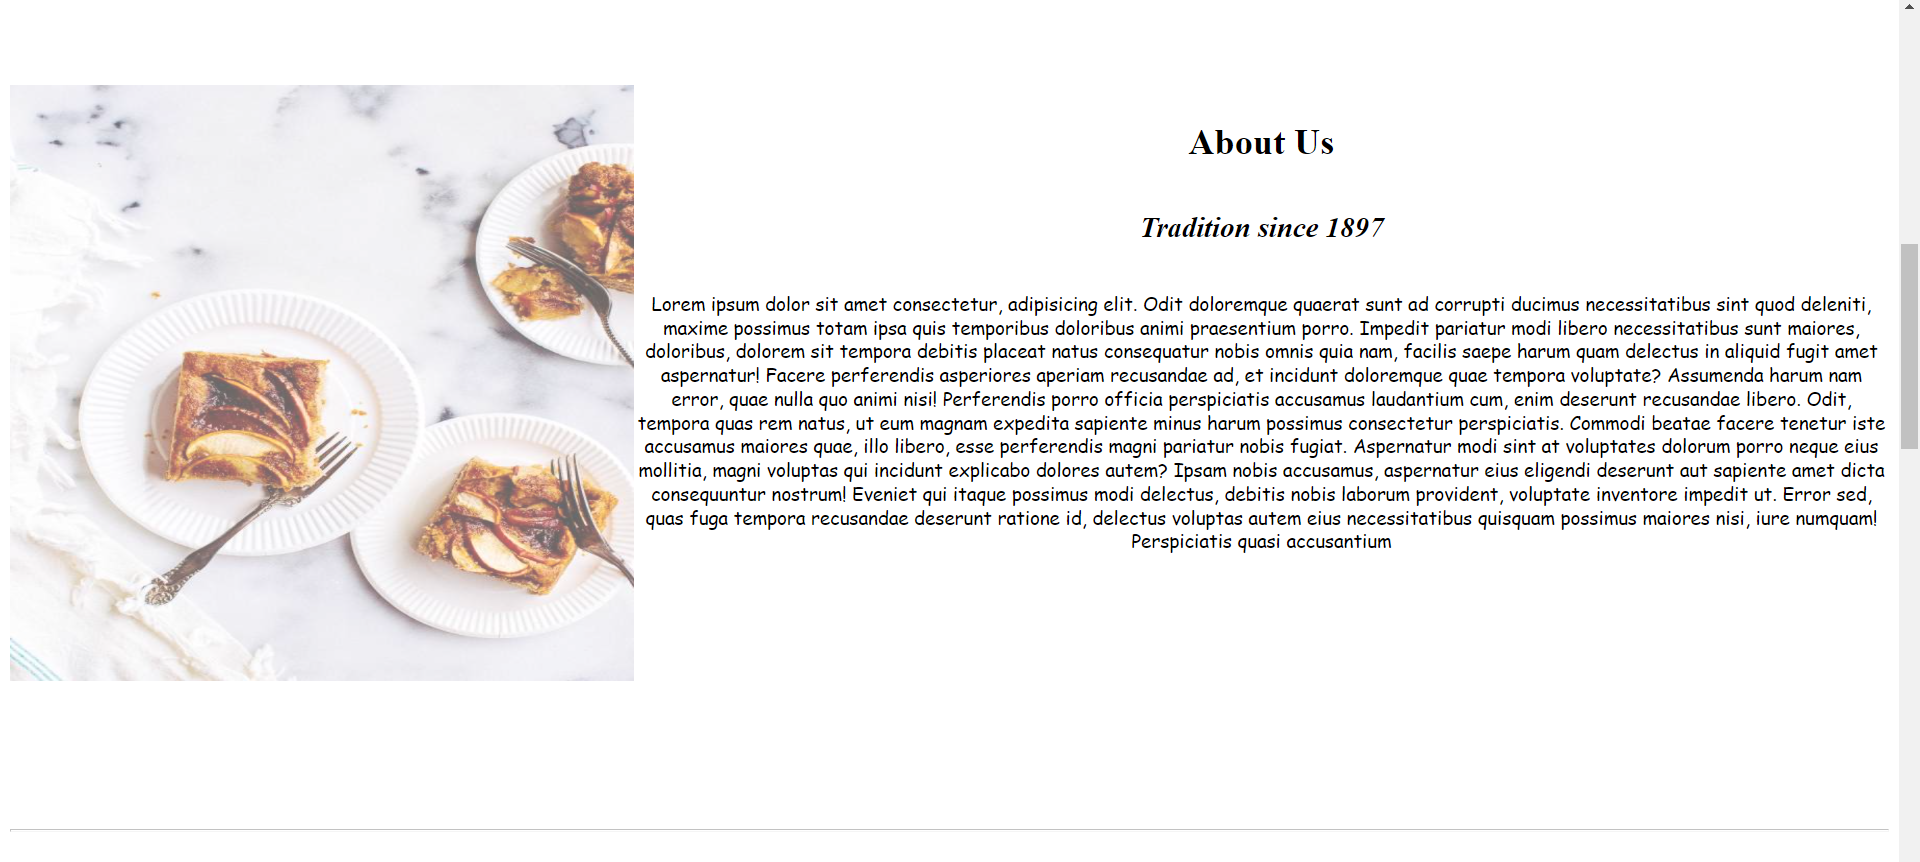 About Us
Tradition since 1897
Lorem ipsum dolor sit amet consectetur, adipisicing elit. Odit doloremque quaerat sunt ad corrupti ducimus necessitatibus sint quod deleniti,
maxime possimus totam ipsa quis temporibus doloribus animi praesentium porro. Impedit pariatur modi libero necessitatibus sunt maiores,
doloribus, dolorem sit tempora debitis placeat natus consequatur nobis omnis quia nam, facilis saepe harum quam delectus in aliquid fugit amet
aspernatur! Facere perferendis asperiores aperiam recusandae ad, et incidunt doloremque quae tempora voluptate? Assumenda harum nam
error, quae nulla quo animi nisi! Perferendis porro officia perspiciatis accusamus laudantium cum, enim deserunt recusandae libero. Odit,
tempora quas rem natus, ut eum magnam expedita sapiente minus harum possimus consectetur perspiciatis. Commodi beatae facere tenetur iste
accusamus maiores quae, illo libero, esse perferendis magni pariatur nobis fugiat. Aspernatur modi sint at voluptates dolorum porro neque eius
mollitia, magni voluptas qui incidunt explicabo dolores autem? Ipsam nobis accusamus, aspernatur eius eligendi deserunt aut sapiente amet dicta
consequuntur nostrum! Eveniet qui itaque possimus modi delectus, debitis nobis laborum provident, voluptate inventore impedit ut. Error sed,
quas fuga tempora recusandae deserunt ratione id, delectus voluptas autem eius necessitatibus quisquam possimus maiores nisi, iure numquam!
Perspiciatis quasi accusantium